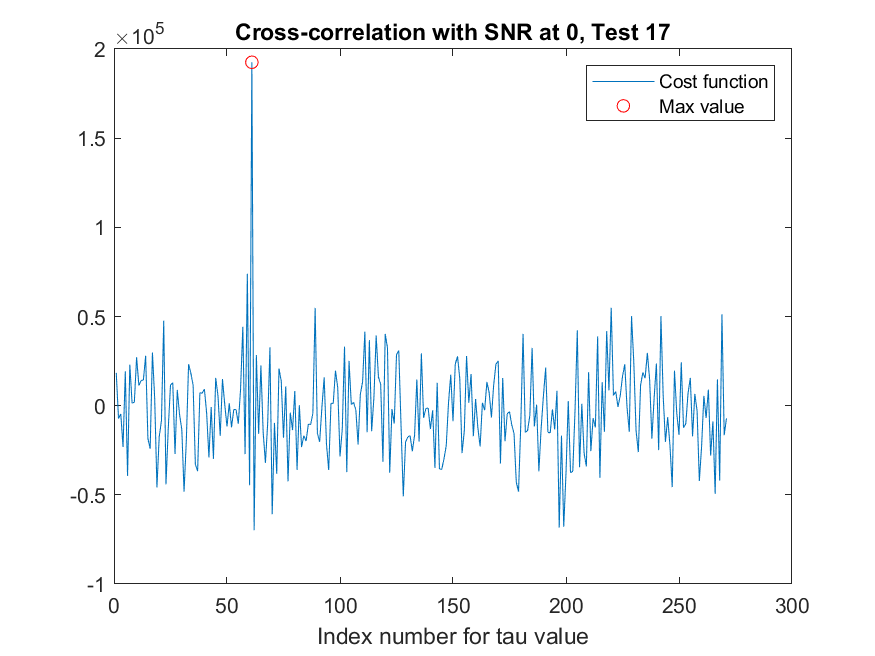 Cross-correlation with SNR at 0, Test 17
×10^5
2
1.5
1
0.5
0
-0.5
-1
0 50 100 150 200 250 300
Index number for tau value
Cost function
Max value